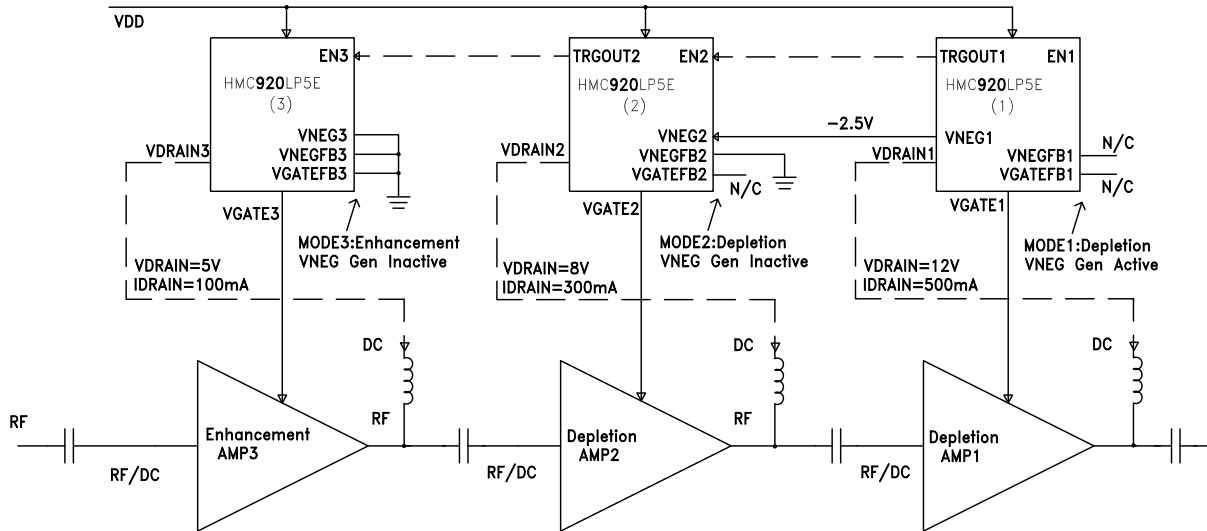 VDD
EN3
HMC920LP5E
(3)
VNEG3
VNEGFB3
VGATEFB3
VDRAIN3
VGATE3
MODE3:Enhancement
VNEG Gen Inactive
VDRAIN=5V
IDRAIN=100mA
TRGOUT2
EN2
HMC920LP5E
(2)
VNEG2
VNEGFB2
VGATEFB2
N/C
VDRAIN2
VGATE2
MODE2:Depletion
VNEG Gen Inactive
VDRAIN=8V
IDRAIN=300mA
-2.5V
TRGOUT1
EN1
HMC920LP5E
(1)
VNEG1
VNEGFB1
VGATEFB1
N/C
N/C
VDRAIN1
VGATE1
MODE1:Depletion
VNEG Gen Active
VDRAIN=12V
IDRAIN=500mA
DC
DC
DC
RF
RF/DC
Enhancement
AMP3
RF
RF/DC
Depletion
AMP2
RF
RF/DC
Depletion
AMP1